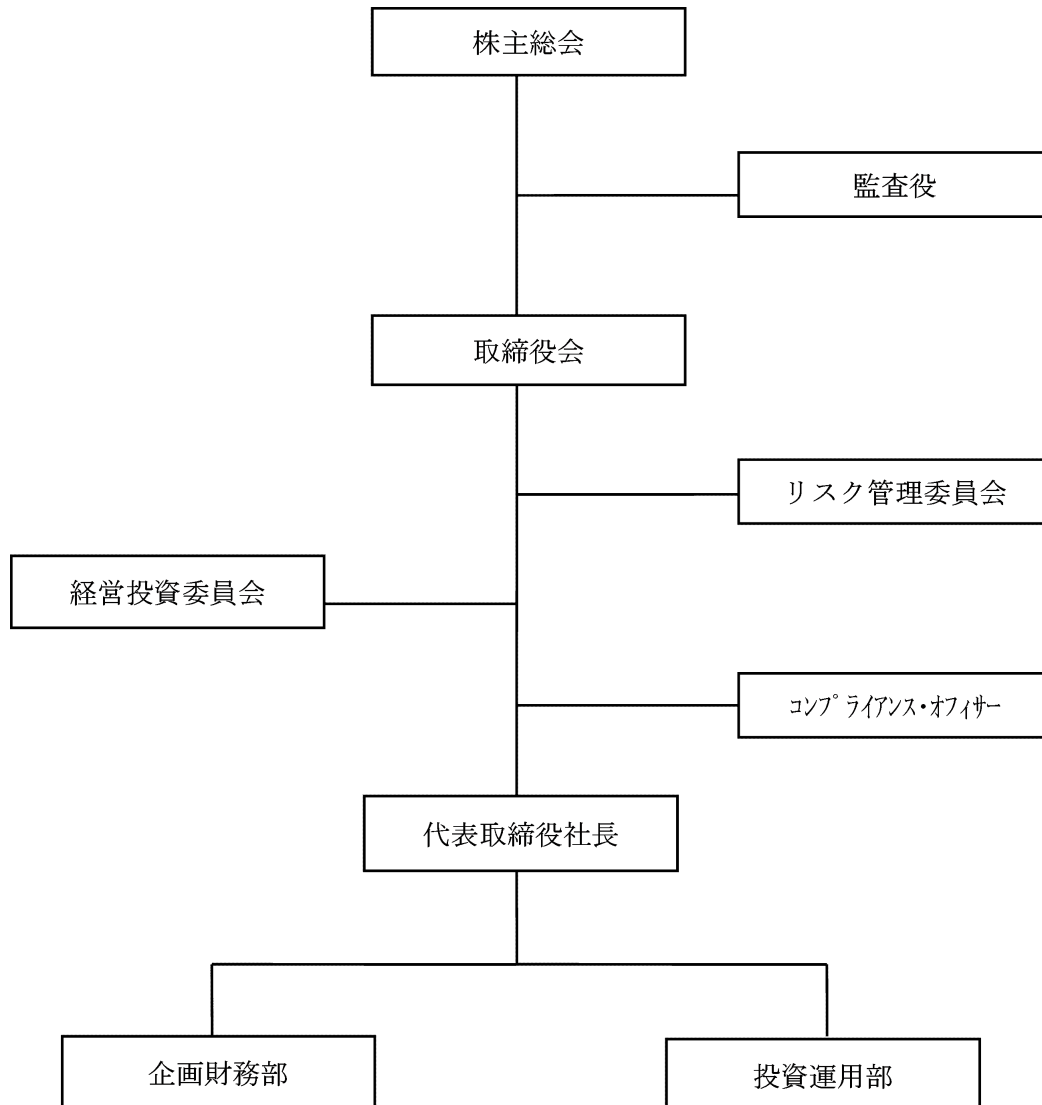 株主総会
監査役
取締役会
リスク管理委員会
経営投資委員会
コンプライアンス・オフィサー
代表取締役社長
企画財務部
投資運用部